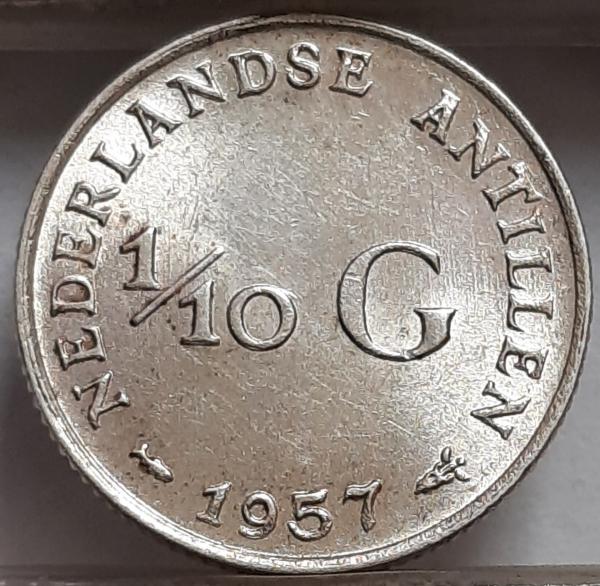 NEDERLANDSE ANTILLEN
1/10 G
1957